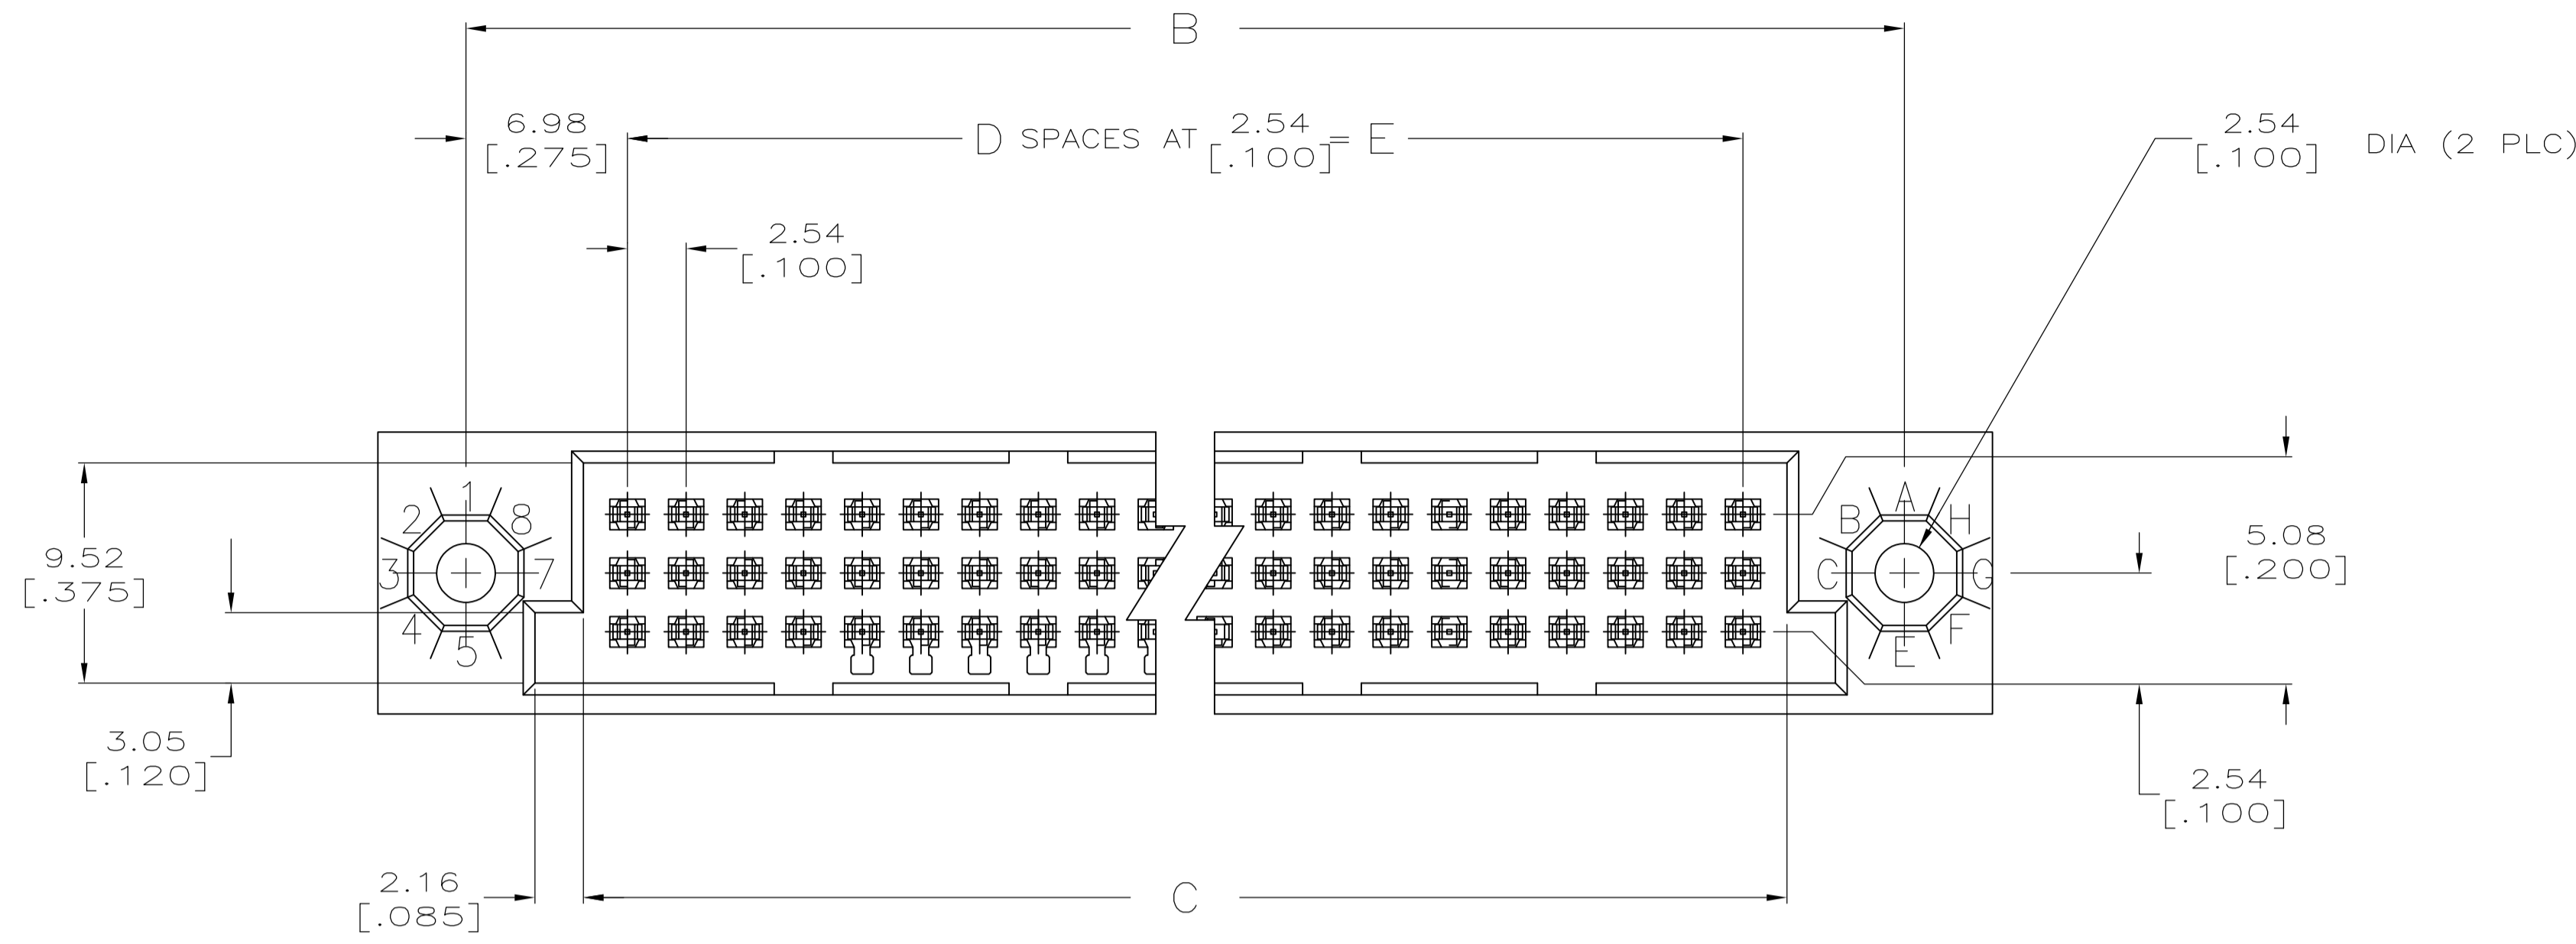 B
6.98
[.275]
D SPACES AT 2.54 = E
[.100]
2.54
[.100]
DIA (2 PLC)
2.54
[.100]
1
2
8
3
7
4
5
A
B
H
C
G
F
E
9.52
[.375]
5.08
[.200]
3.05
[.120]
2.54
[.100]
2.16
[.085]
C